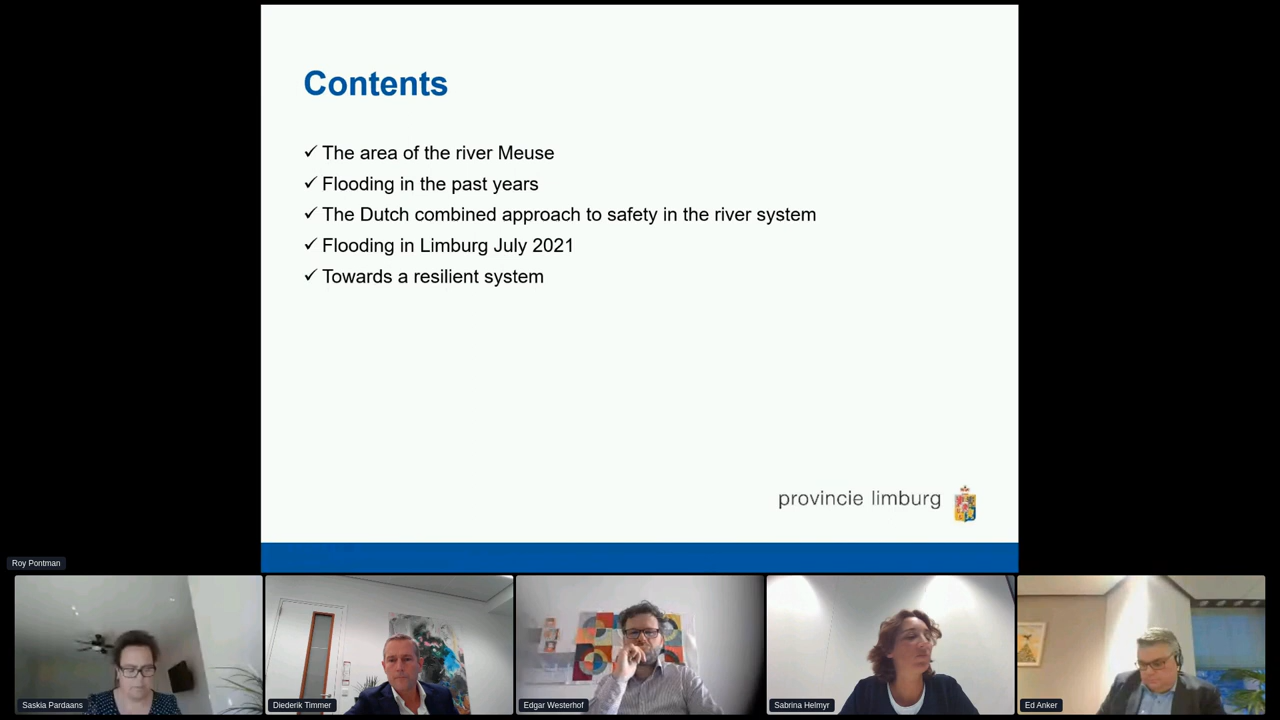 Contents
✓ The area of the river Meuse
✓ Flooding in the past years
✓ The Dutch combined approach to safety in the river system
✓ Flooding in Limburg July 2021
✓ Towards a resilient system
provincie limburg
Roy Pontman
Saskia Pardaans
Diederik Timmer
Edgar Westerhof
Sabrina Helmyr
Ed Anker